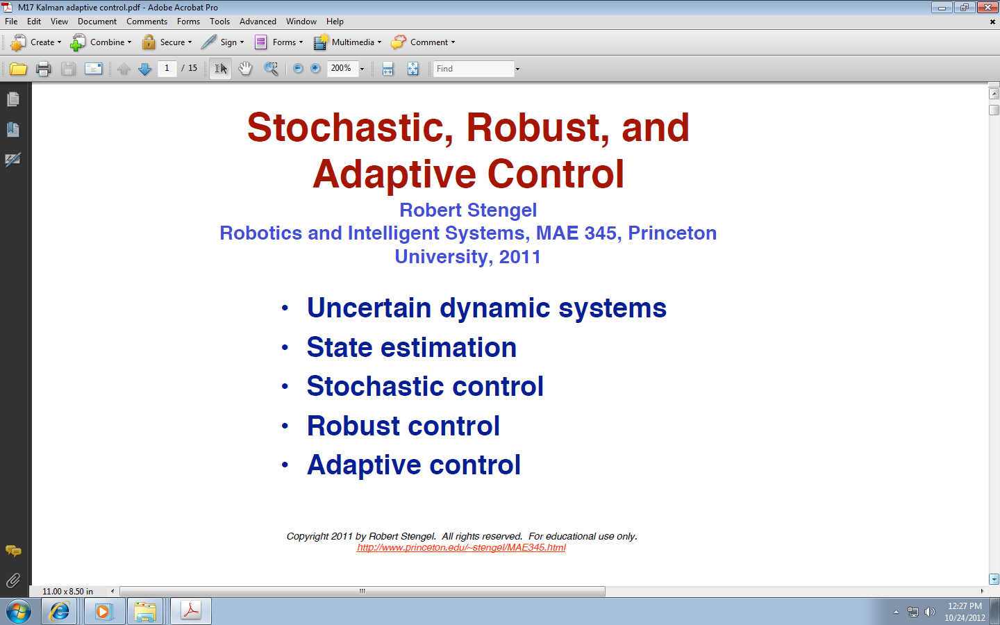 M17 Kalman adaptive control.pdf - Adobe Acrobat Pro
File Edit View Document Comments Forms Tools Advanced Window Help
Create Combine Secure Sign Forms Multimedia Comment
1 / 15 200% Find
Stochastic, Robust, and
Adaptive Control
Robert Stengel
Robotics and Intelligent Systems, MAE 345, Princeton
University, 2011
• Uncertain dynamic systems
• State estimation
• Stochastic control
• Robust control
• Adaptive control
Copyright 2011 by Robert Stengel. All rights reserved. For educational use only.
http://www.princeton.edu/~stengel/MAE345.html
11.00 x 8.50 in
12:27 PM
10/24/2012